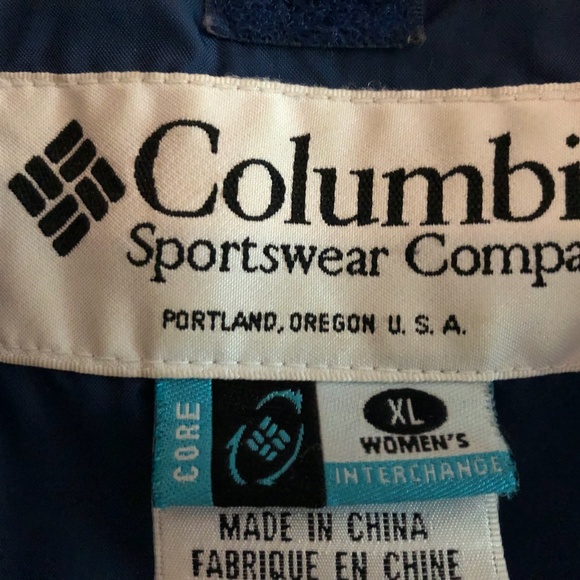 Columbi
Sportswear Compa
PORTLAND, OREGON U.S.A.
CORE
XL
WOMEN'S
INTERCHANGE
MADE IN CHINA
FABRIQUE EN CHINE